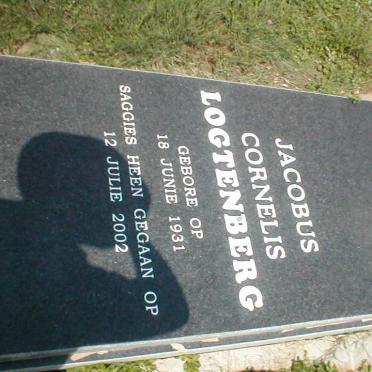 JACOBUS
CORNELIS
LOGTENBERG
GEBORE OP
18 JUNIE 1931
SAGGIES HEEN GEGAAN OP
12 JULIE 2002